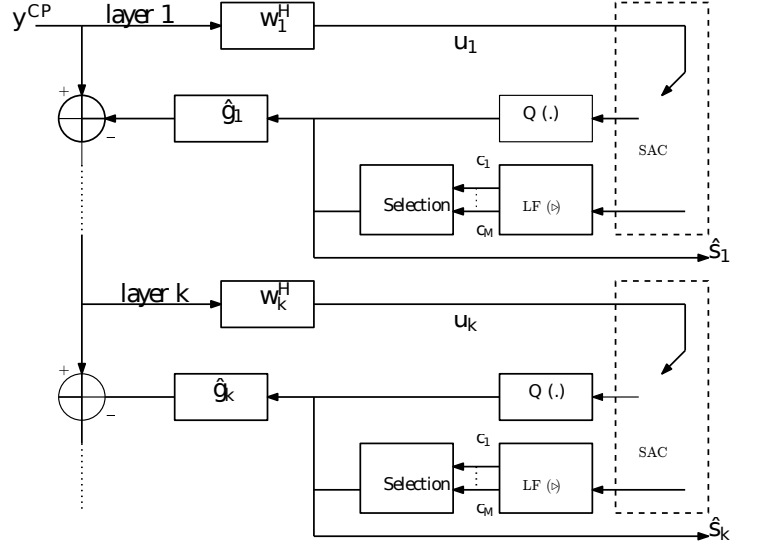 y^CP layer 1 w_1^H
u_1
+
ĝ_1 Q (.)
−
SAC
c_1
Selection LF (▷)
c_M
ŝ_1
layer k w_k^H
u_k
+
ĝ_k Q (.)
−
SAC
c_1
Selection LF (▷)
c_M
ŝ_k